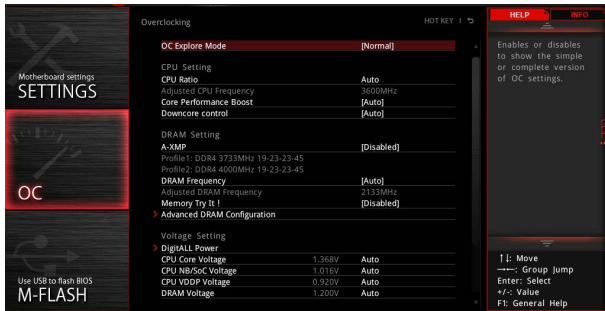 Overclocking
HOT KEY | ⮌
HELP
INFO
Motherboard settings
SETTINGS
OC
Use USB to flash BIOS
M-FLASH
OC Explore Mode [Normal]
CPU Setting
CPU Ratio Auto
Adjusted CPU Frequency 3600MHz
Core Performance Boost [Auto]
Downcore control [Auto]
DRAM Setting
A-XMP [Disabled]
Profile1: DDR4 3733MHz 19-23-23-45
Profile2: DDR4 4000MHz 19-23-23-45
DRAM Frequency [Auto]
Adjusted DRAM Frequency 2133MHz
Memory Try It ! [Disabled]
Advanced DRAM Configuration
Voltage Setting
DigitALL Power
CPU Core Voltage 1.368V Auto
CPU NB/SoC Voltage 1.016V Auto
CPU VDDP Voltage 0.920V Auto
DRAM Voltage 1.200V Auto
Enables or disables
to show the simple
or complete version
of OC settings.
↑↓: Move
→←: Group Jump
Enter: Select
+/-: Value
F1: General Help